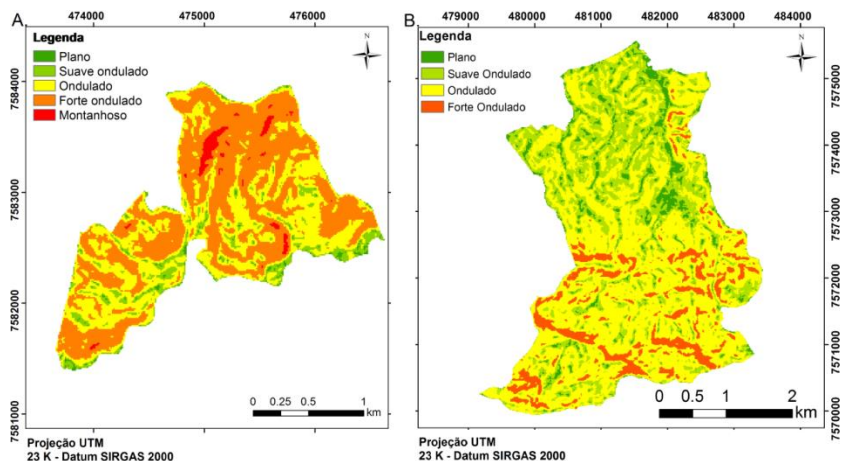 A
474000 475000 476000
N
Legenda
Plano
Suave ondulado
Ondulado
Forte ondulado
Montanhoso
7584000
7583000
7582000
7581000
0 0.25 0.5 1
km
Projeção UTM
23 K - Datum SIRGAS 2000
B
479000 480000 481000 482000 483000 484000
N
Legenda
Plano
Suave Ondulado
Ondulado
Forte Ondulado
7575000
7574000
7573000
7572000
7571000
7570000
0 0.5 1 2
km
Projeção UTM
23 K - Datum SIRGAS 2000